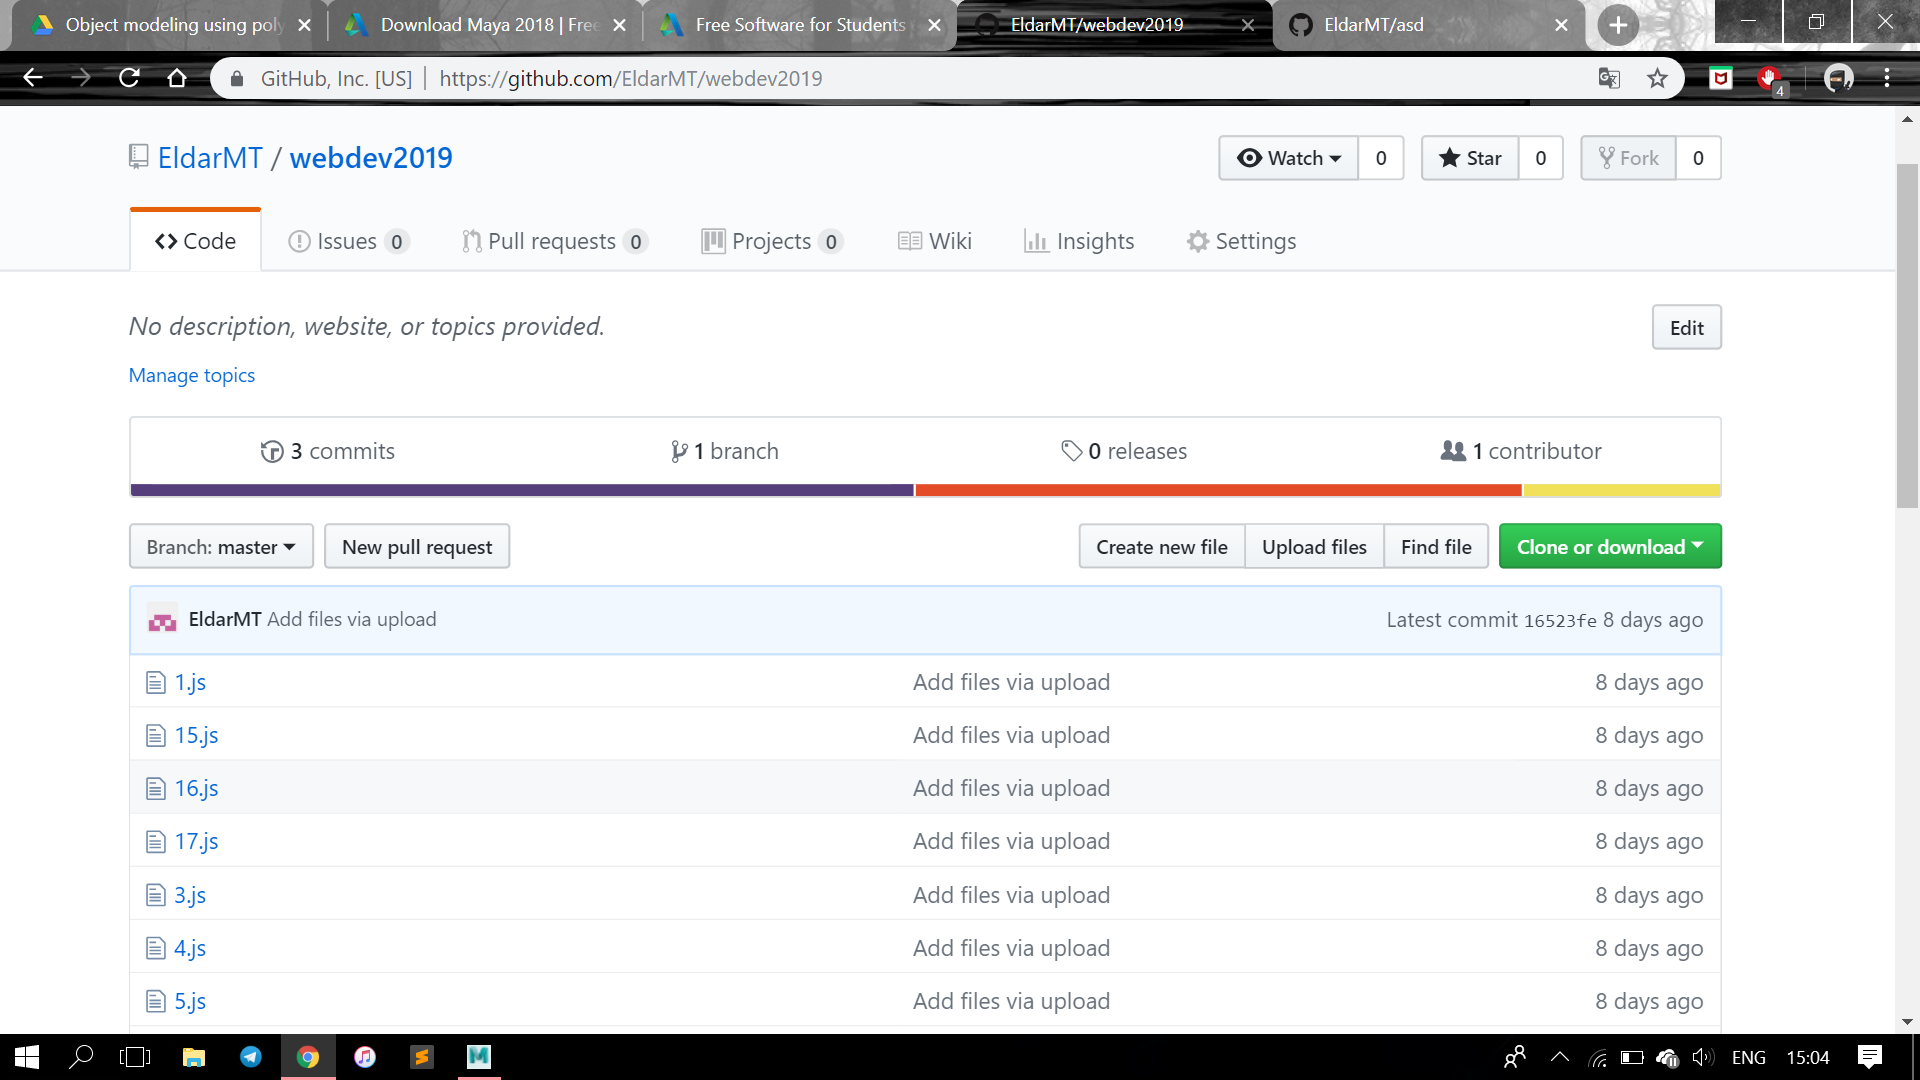 Object modeling using poly
Download Maya 2018 | Free
Free Software for Students
EldarMT/webdev2019
EldarMT/asd
GitHub, Inc. [US] | https://github.com/EldarMT/webdev2019
4
EldarMT / webdev2019
Watch 0
Star 0
Fork 0
Code
Issues 0
Pull requests 0
Projects 0
Wiki
Insights
Settings
No description, website, or topics provided.
Edit
Manage topics
3 commits
1 branch
0 releases
1 contributor
Branch: master
New pull request
Create new file
Upload files
Find file
Clone or download
EldarMT Add files via upload
Latest commit 16523fe 8 days ago
1.js Add files via upload 8 days ago
15.js Add files via upload 8 days ago
16.js Add files via upload 8 days ago
17.js Add files via upload 8 days ago
3.js Add files via upload 8 days ago
4.js Add files via upload 8 days ago
5.js Add files via upload 8 days ago
ENG 15:04